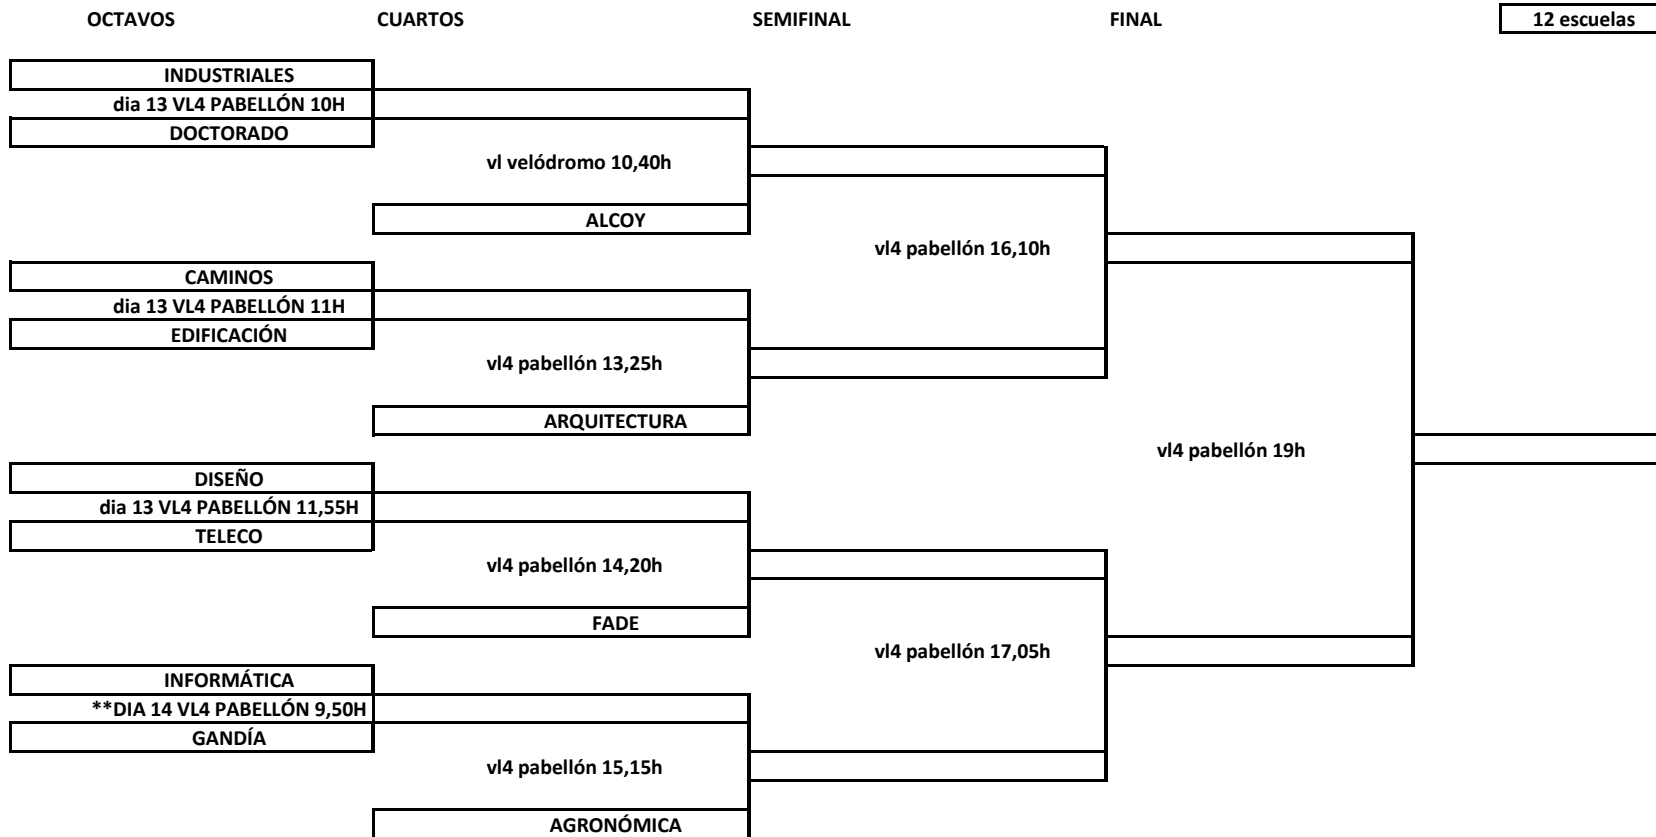 OCTAVOS CUARTOS SEMIFINAL FINAL 12 escuelas
INDUSTRIALES
dia 13 VL4 PABELLÓN 10H
DOCTORADO
vl velódromo 10,40h
ALCOY
vl4 pabellón 16,10h
CAMINOS
dia 13 VL4 PABELLÓN 11H
EDIFICACIÓN
vl4 pabellón 13,25h
ARQUITECTURA
vl4 pabellón 19h
DISEÑO
dia 13 VL4 PABELLÓN 11,55H
TELECO
vl4 pabellón 14,20h
FADE
vl4 pabellón 17,05h
INFORMÁTICA
**DIA 14 VL4 PABELLÓN 9,50H
GANDÍA
vl4 pabellón 15,15h
AGRONÓMICA